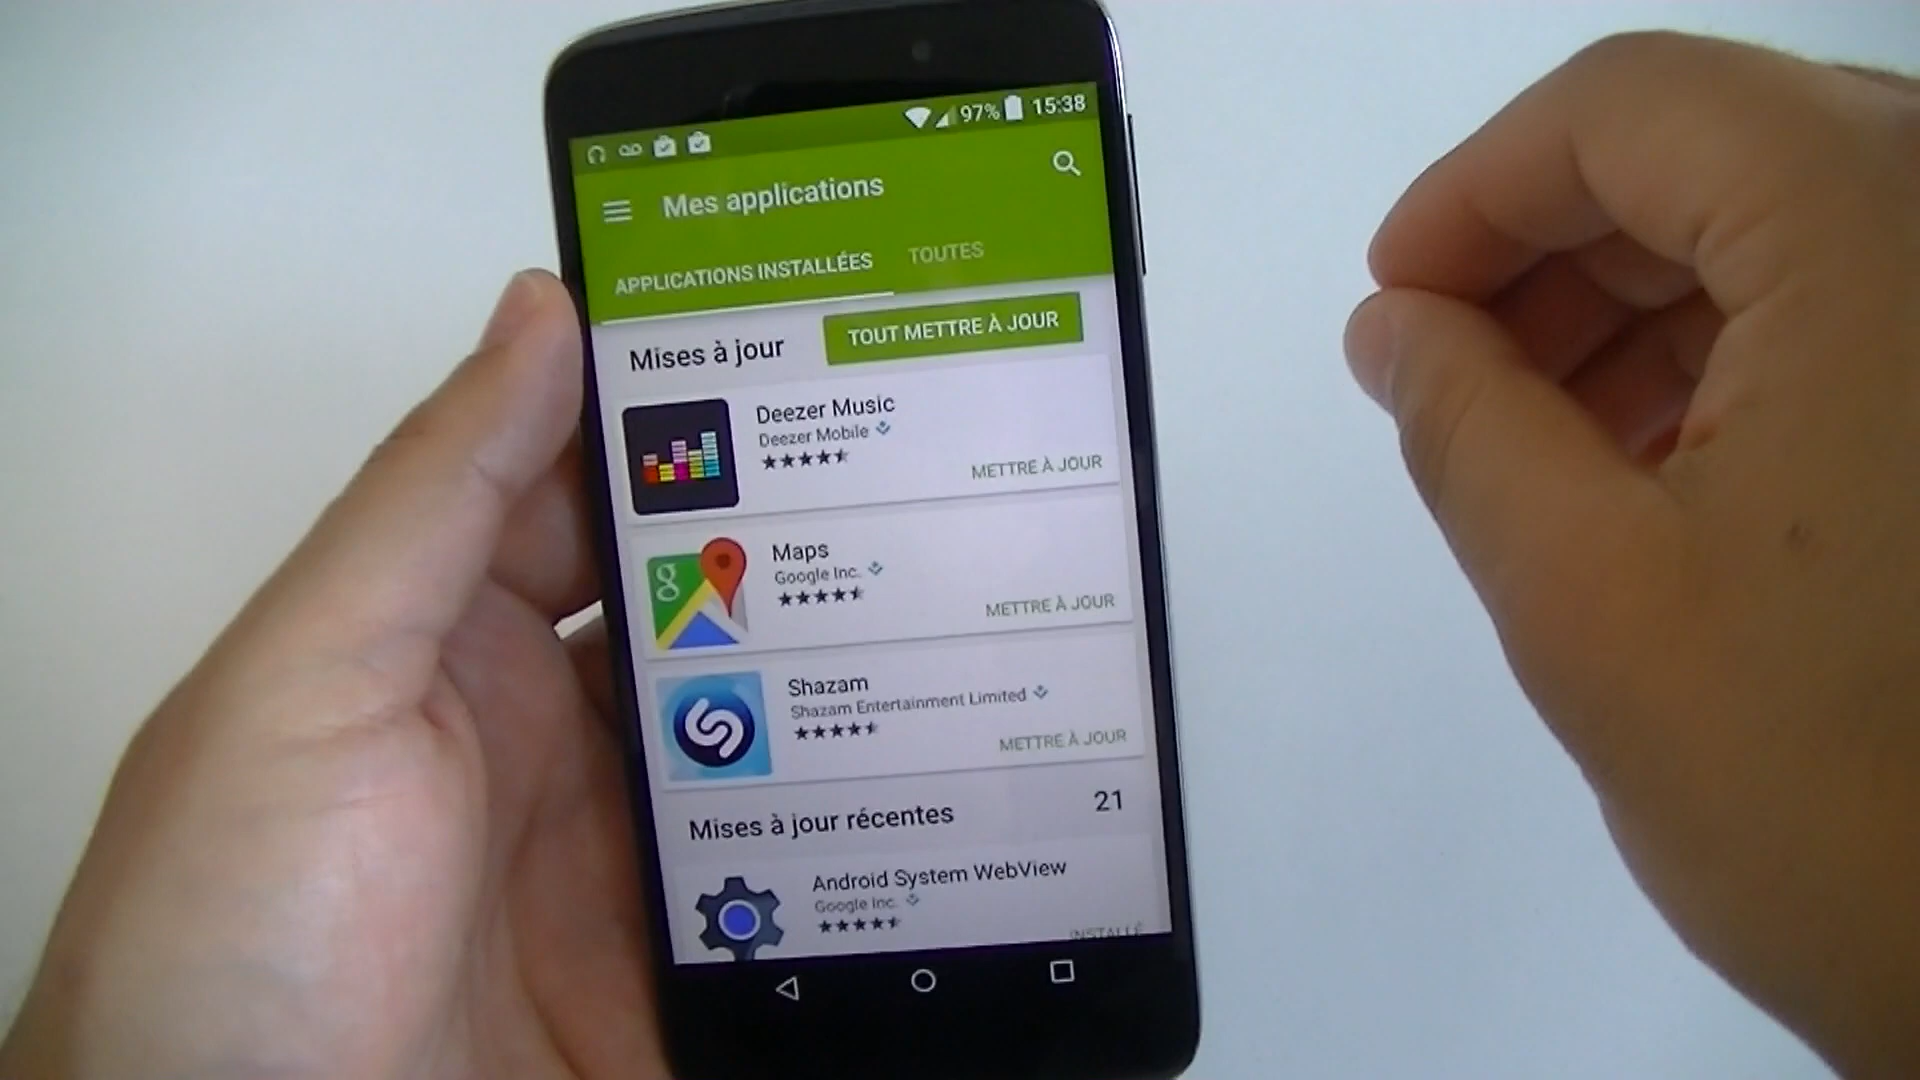 97% 15:38
Mes applications
APPLICATIONS INSTALLÉES TOUTES
Mises à jour TOUT METTRE À JOUR
Deezer Music
Deezer Mobile
METTRE À JOUR
g
Maps
Google Inc.
METTRE À JOUR
Shazam
Shazam Entertainment Limited
METTRE À JOUR
Mises à jour récentes 21
Android System WebView
Google Inc.
INSTALLÉ